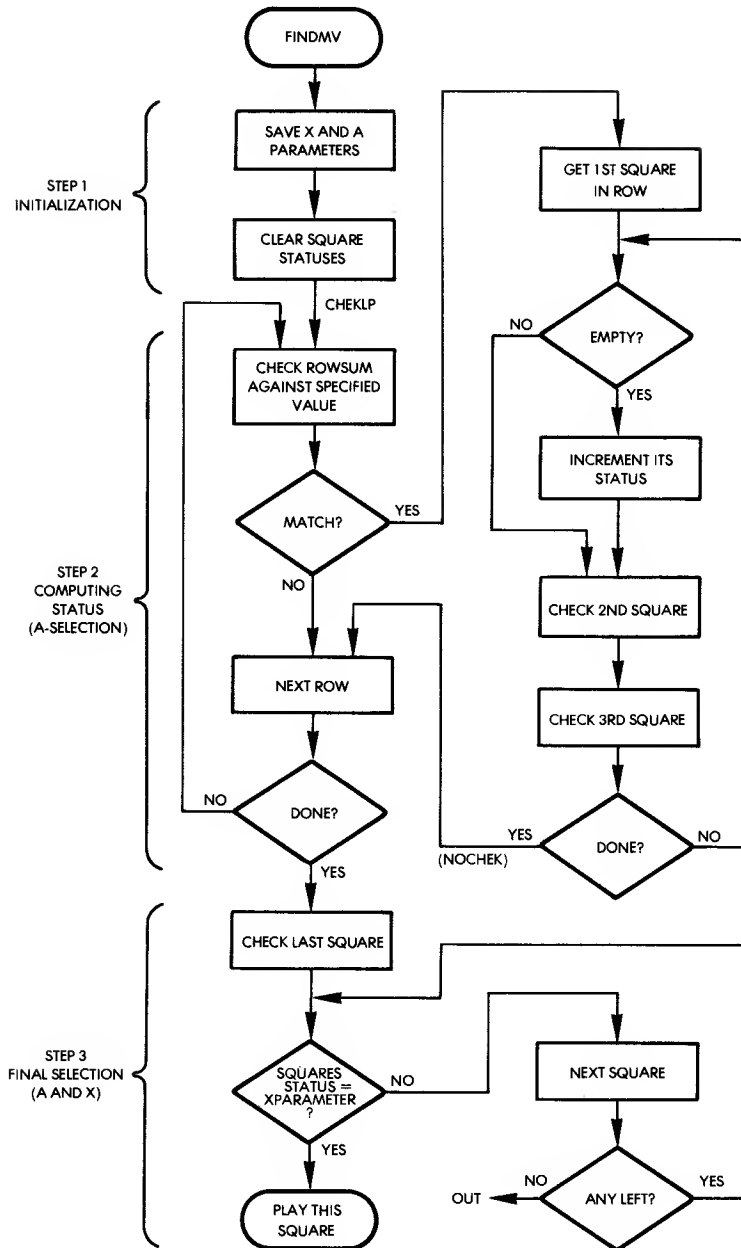 FINDMV
SAVE X AND A
PARAMETERS
STEP 1
INITIALIZATION
CLEAR SQUARE
STATUSES
CHEKLP
CHECK ROWSUM
AGAINST SPECIFIED
VALUE
MATCH?
YES
NO
STEP 2
COMPUTING
STATUS
(A-SELECTION)
NEXT ROW
NO
DONE?
YES
GET 1ST SQUARE
IN ROW
NO
EMPTY?
YES
INCREMENT ITS
STATUS
CHECK 2ND SQUARE
CHECK 3RD SQUARE
YES
(NOCHEK)
DONE?
NO
CHECK LAST SQUARE
STEP 3
FINAL SELECTION
(A AND X)
SQUARES
STATUS =
XPARAMETER
?
NO
YES
PLAY THIS
SQUARE
NEXT SQUARE
OUT
NO
ANY LEFT?
YES